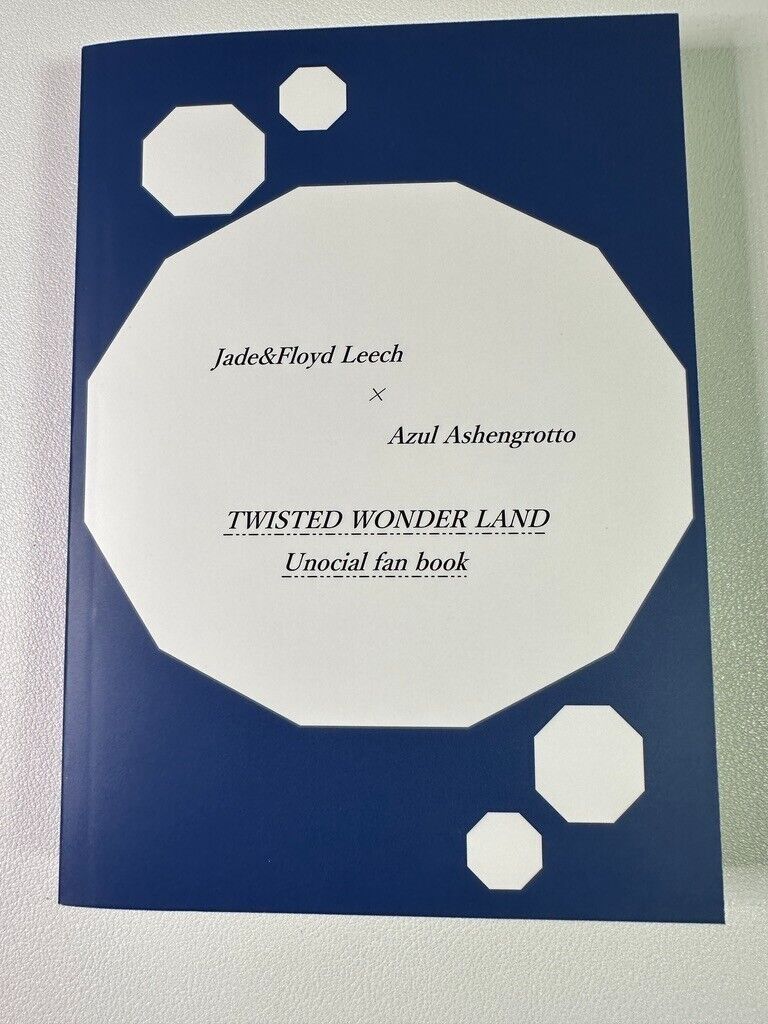 Jade&Floyd Leech
×
Azul Ashengrotto
TWISTED WONDER LAND
Unocial fan book